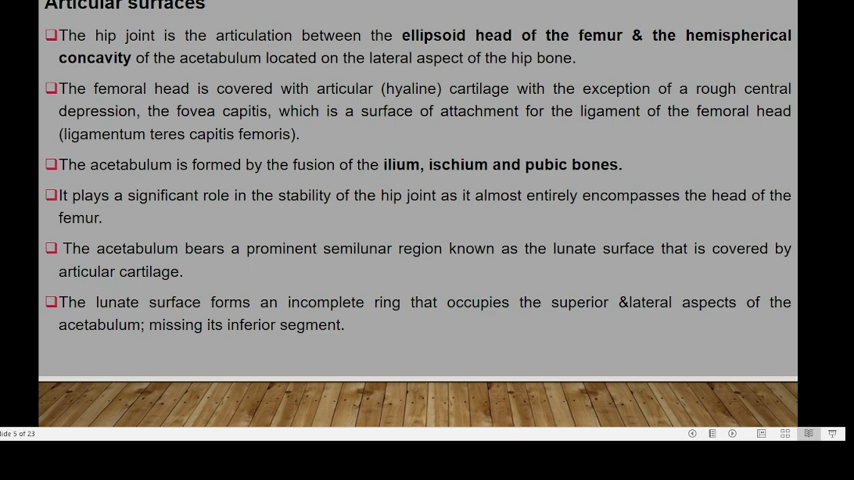 Articular surfaces
❑The hip joint is the articulation between the ellipsoid head of the femur & the hemispherical
concavity of the acetabulum located on the lateral aspect of the hip bone.
❑The femoral head is covered with articular (hyaline) cartilage with the exception of a rough central
depression, the fovea capitis, which is a surface of attachment for the ligament of the femoral head
(ligamentum teres capitis femoris).
❑The acetabulum is formed by the fusion of the ilium, ischium and pubic bones.
❑It plays a significant role in the stability of the hip joint as it almost entirely encompasses the head of the
femur.
❑ The acetabulum bears a prominent semilunar region known as the lunate surface that is covered by
articular cartilage.
❑The lunate surface forms an incomplete ring that occupies the superior &lateral aspects of the
acetabulum; missing its inferior segment.
lide 5 of 23